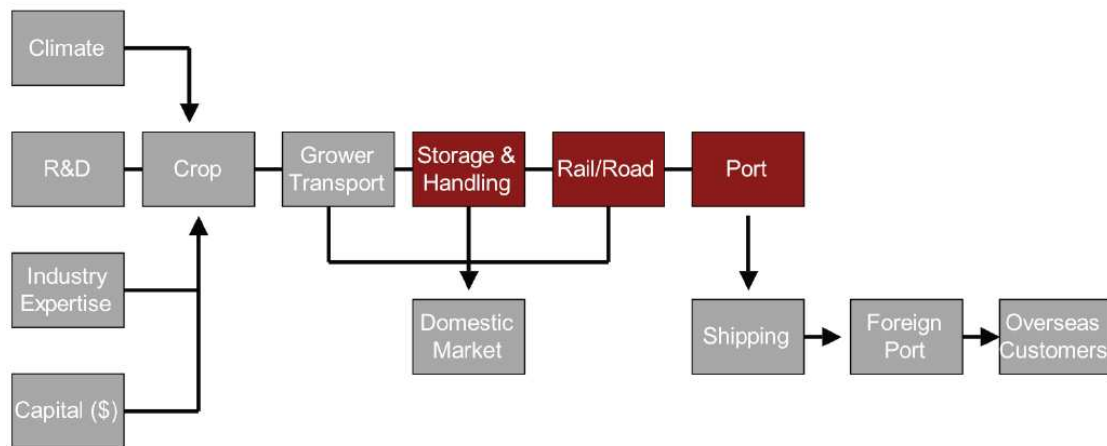 Climate
R&D
Crop
Grower
Transport
Storage &
Handling
Rail/Road
Port
Industry
Expertise
Domestic
Market
Shipping
Foreign
Port
Overseas
Customers
Capital ($)